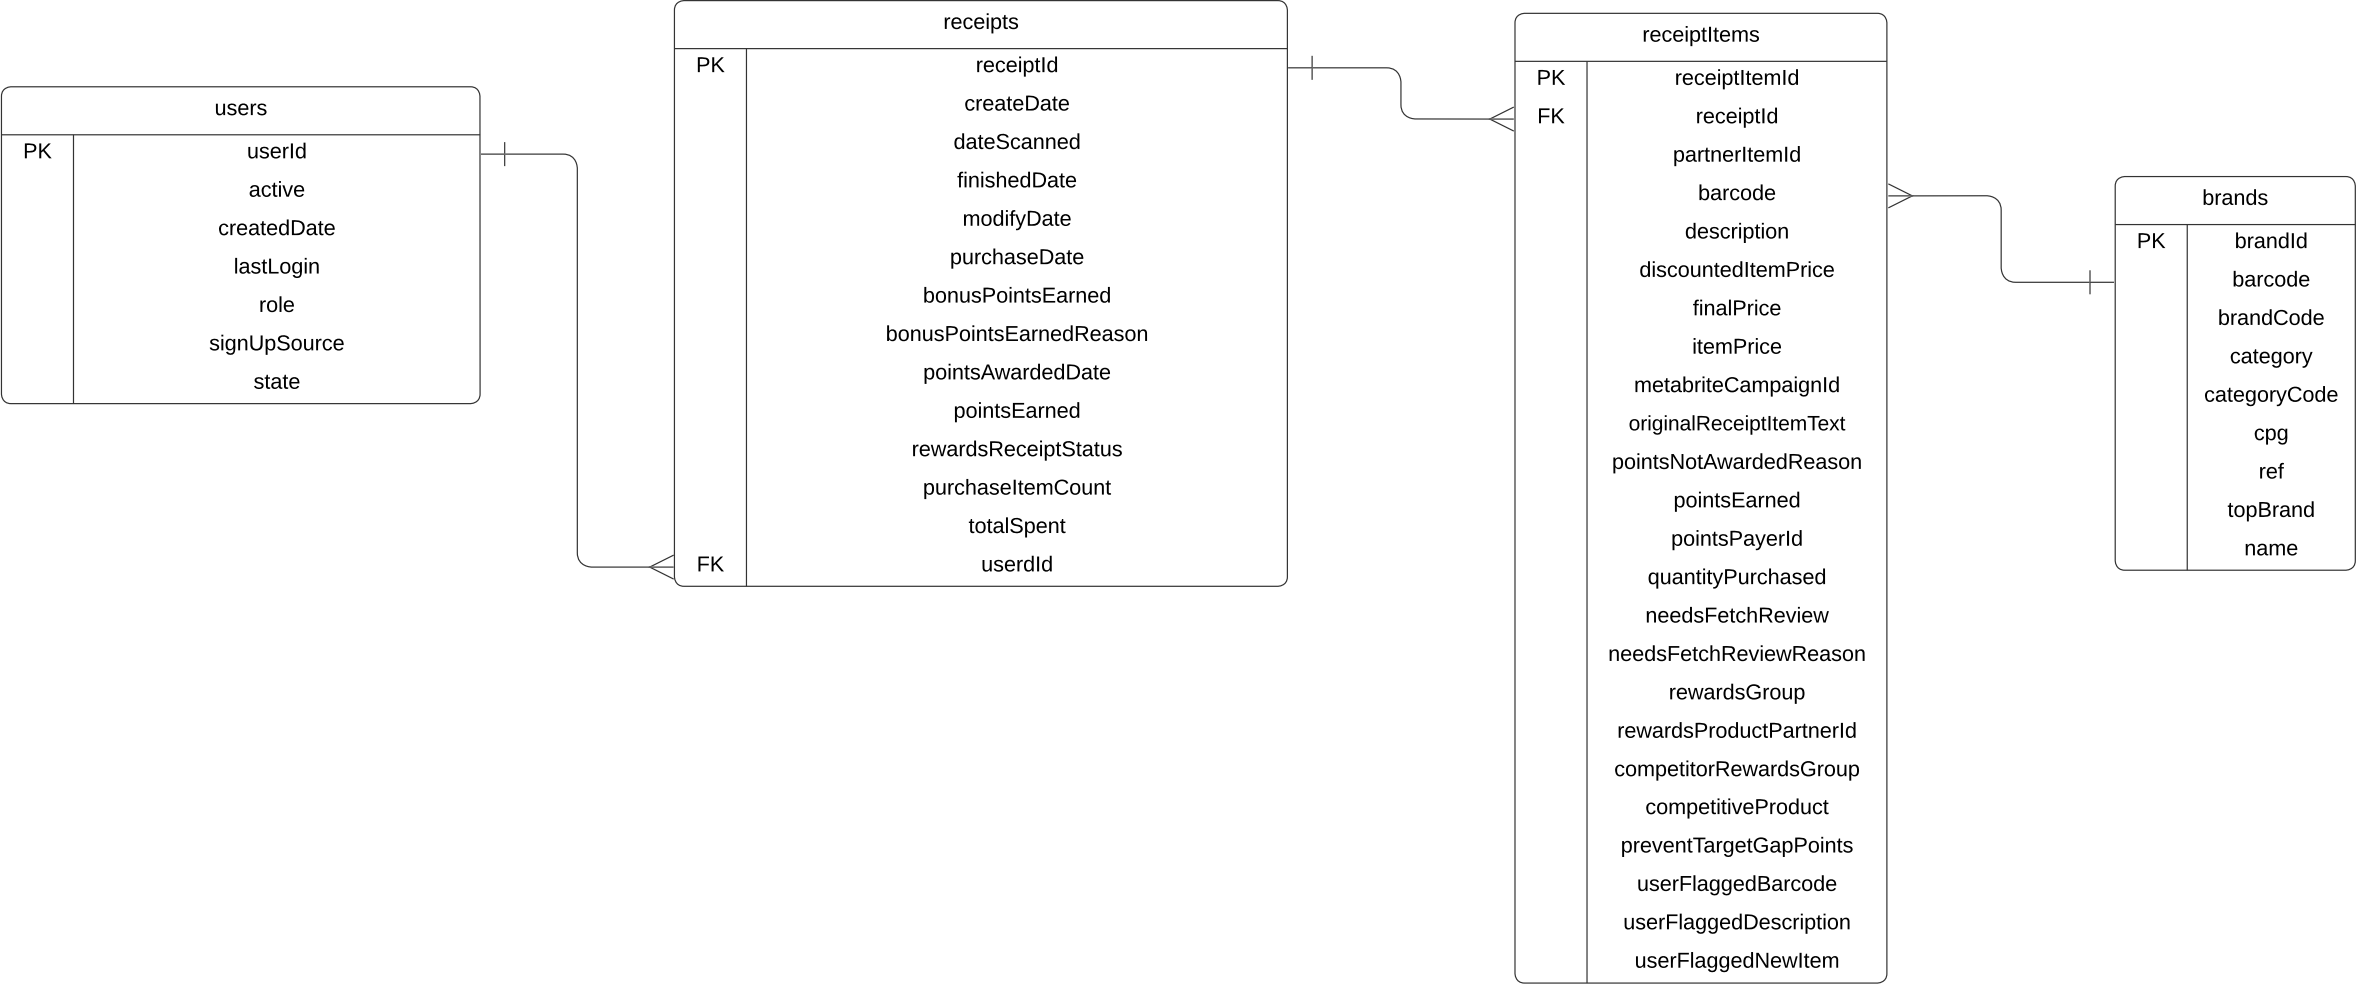 users
PK userId
active
createdDate
lastLogin
role
signUpSource
state
receipts
PK receiptId
createDate
dateScanned
finishedDate
modifyDate
purchaseDate
bonusPointsEarned
bonusPointsEarnedReason
pointsAwardedDate
pointsEarned
rewardsReceiptStatus
purchaseItemCount
totalSpent
FK userdId
receiptItems
PK receiptItemId
FK receiptId
partnerItemId
barcode
description
discountedItemPrice
finalPrice
itemPrice
metabriteCampaignId
originalReceiptItemText
pointsNotAwardedReason
pointsEarned
pointsPayerId
quantityPurchased
needsFetchReview
needsFetchReviewReason
rewardsGroup
rewardsProductPartnerId
competitorRewardsGroup
competitiveProduct
preventTargetGapPoints
userFlaggedBarcode
userFlaggedDescription
userFlaggedNewItem
brands
PK brandId
barcode
brandCode
category
categoryCode
cpg
ref
topBrand
name